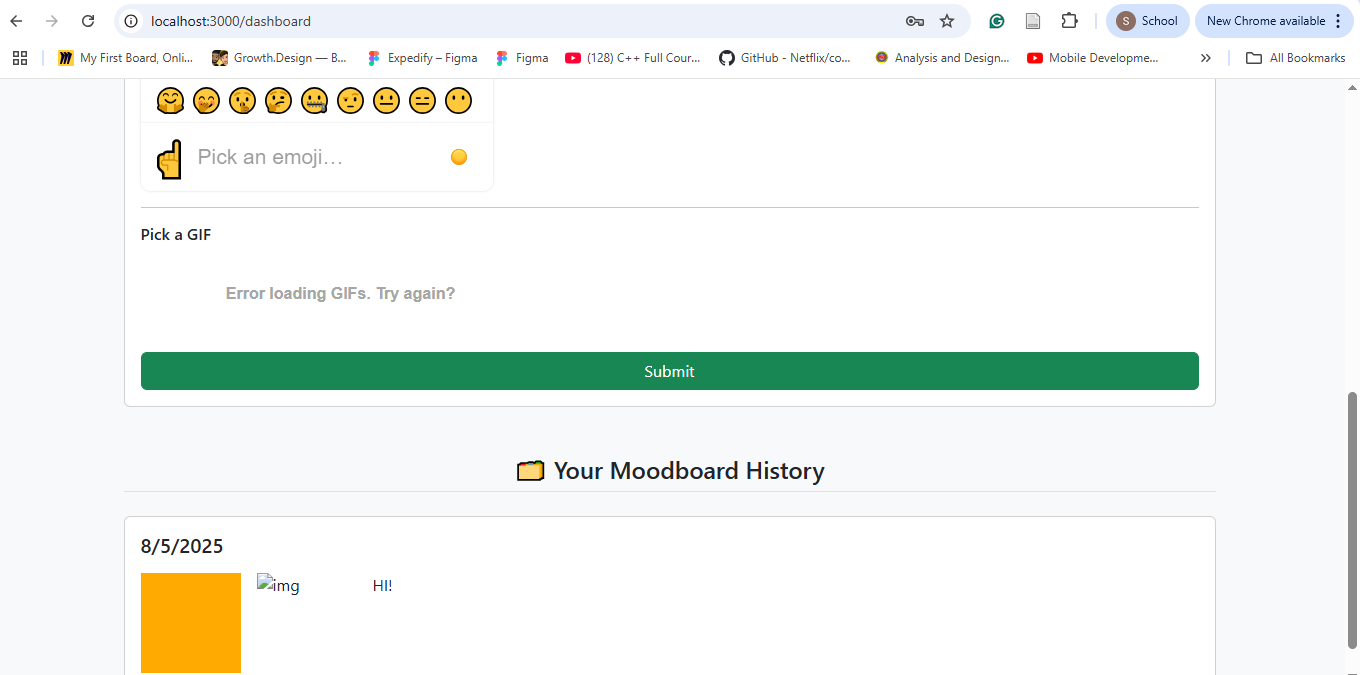 localhost:3000/dashboard
School
New Chrome available
My First Board, Onli...
Growth.Design — B...
Expedify – Figma
Figma
(128) C++ Full Cour...
GitHub - Netflix/co...
Analysis and Design...
Mobile Developme...
All Bookmarks
Pick an emoji…
Pick a GIF
Error loading GIFs. Try again?
Submit
Your Moodboard History
8/5/2025
img
HI!